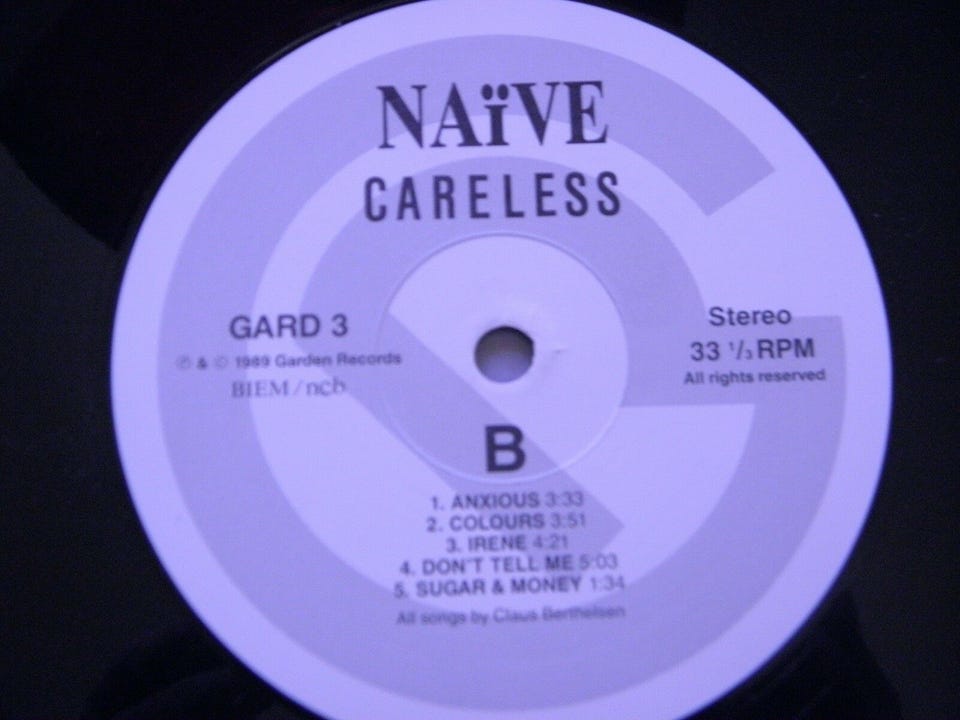 NAïVE
CARELESS
GARD 3
℗ & © 1989 Garden Records
BIEM/ncb
Stereo
33 1/3 RPM
All rights reserved
B
1. ANXIOUS 3:33
2. COLOURS 3:51
3. IRENE 4:21
4. DON'T TELL ME 5:03
5. SUGAR & MONEY 1:34
All songs by Claus Berthelsen